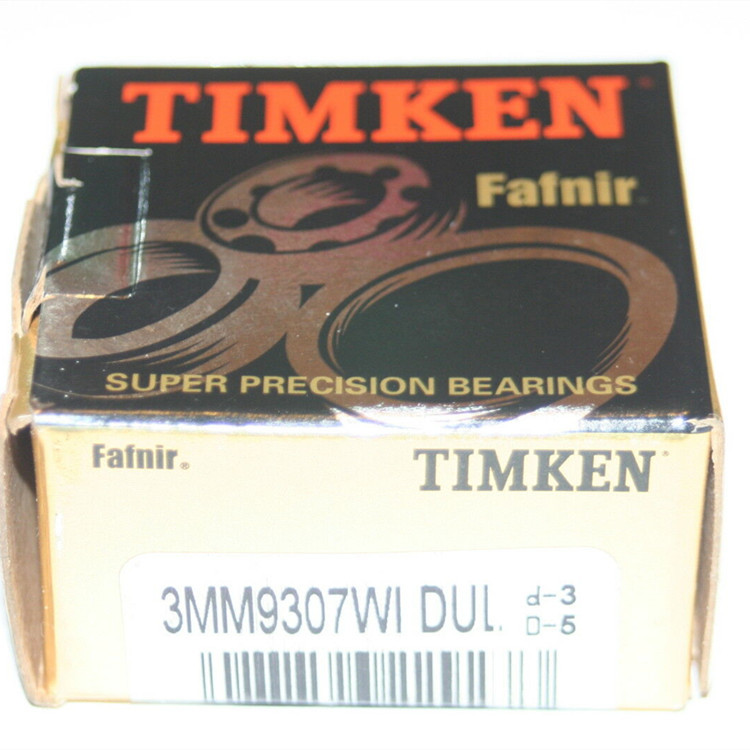 TIMKEN
Fafnir
SUPER PRECISION BEARINGS
Fafnir®
TIMKEN®
3MM9307WI DUL d-3
D-5